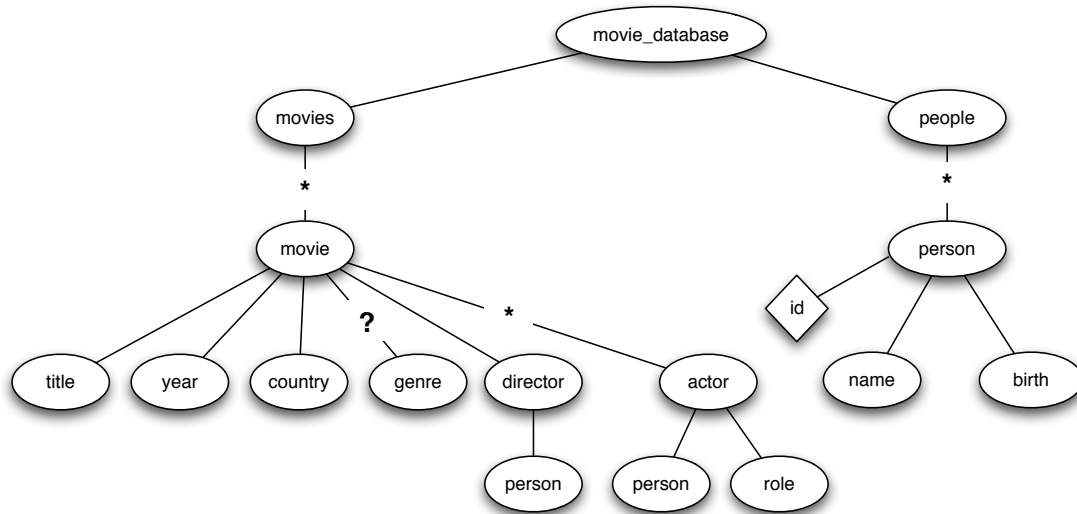 movie_database
movies
people
*
*
movie
person
id
?
*
title
year
country
genre
director
actor
name
birth
person
person
role